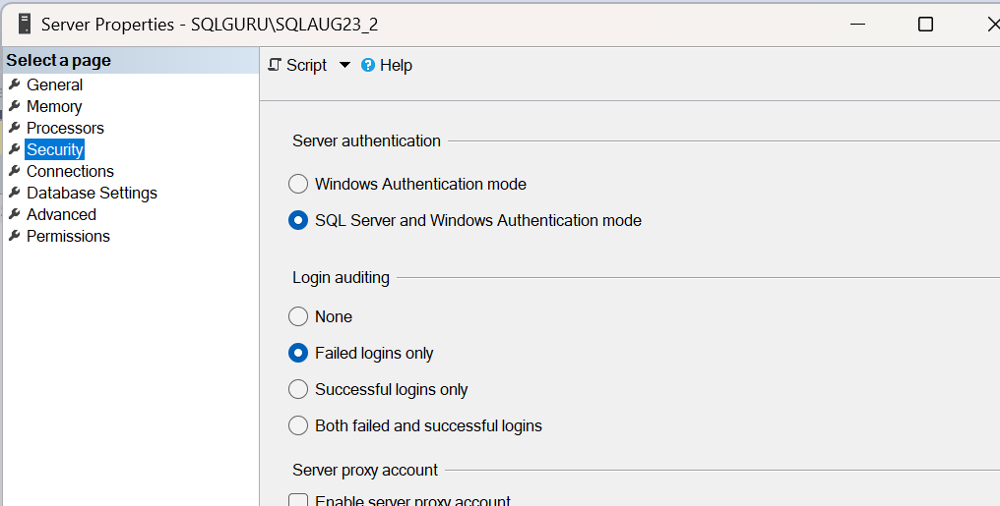 Server Properties - SQLGURU\SQLAUG23_2
Select a page
General
Memory
Processors
Security
Connections
Database Settings
Advanced
Permissions
Script
Help
Server authentication
Windows Authentication mode
SQL Server and Windows Authentication mode
Login auditing
None
Failed logins only
Successful logins only
Both failed and successful logins
Server proxy account
Enable server proxy account